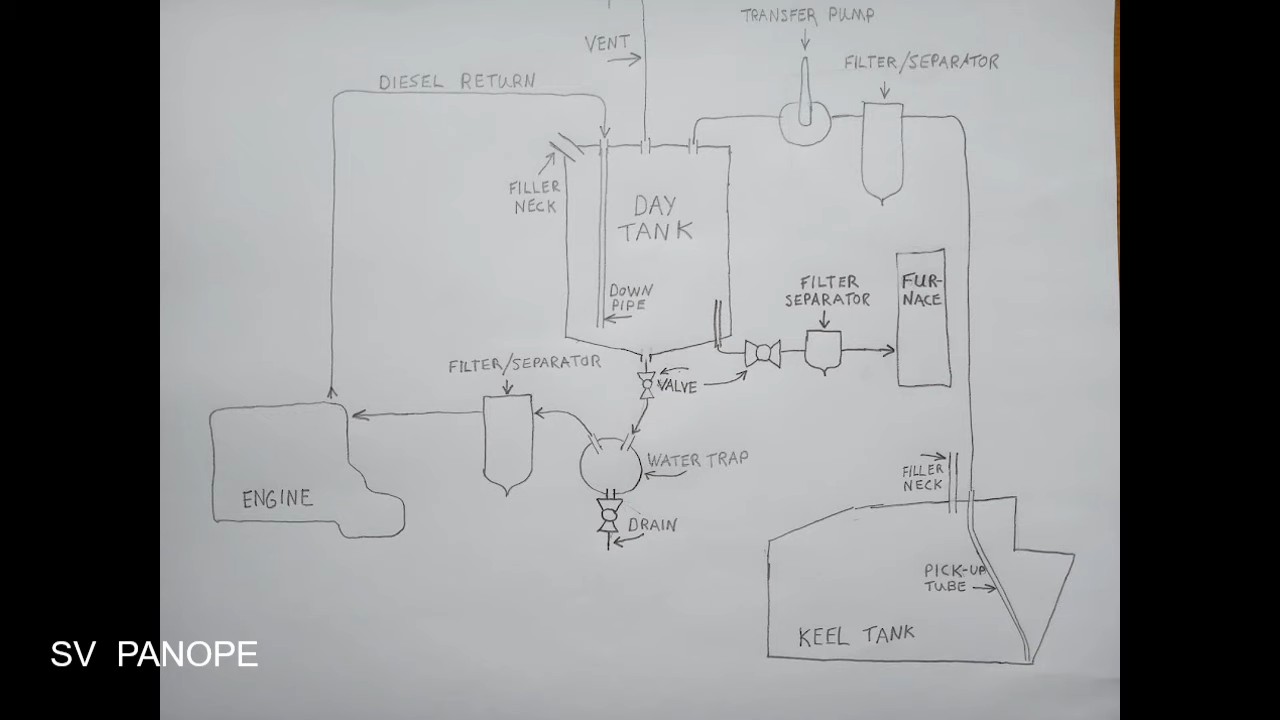 TRANSFER PUMP
VENT
FILTER/SEPARATOR
DIESEL RETURN
FILLER
NECK
DAY
TANK
DOWN
PIPE
FILTER
SEPARATOR
FUR-
NACE
FILTER/SEPARATOR
VALVE
WATER TRAP
FILLER
NECK
ENGINE
DRAIN
PICK-UP
TUBE
KEEL TANK
SV PANOPE